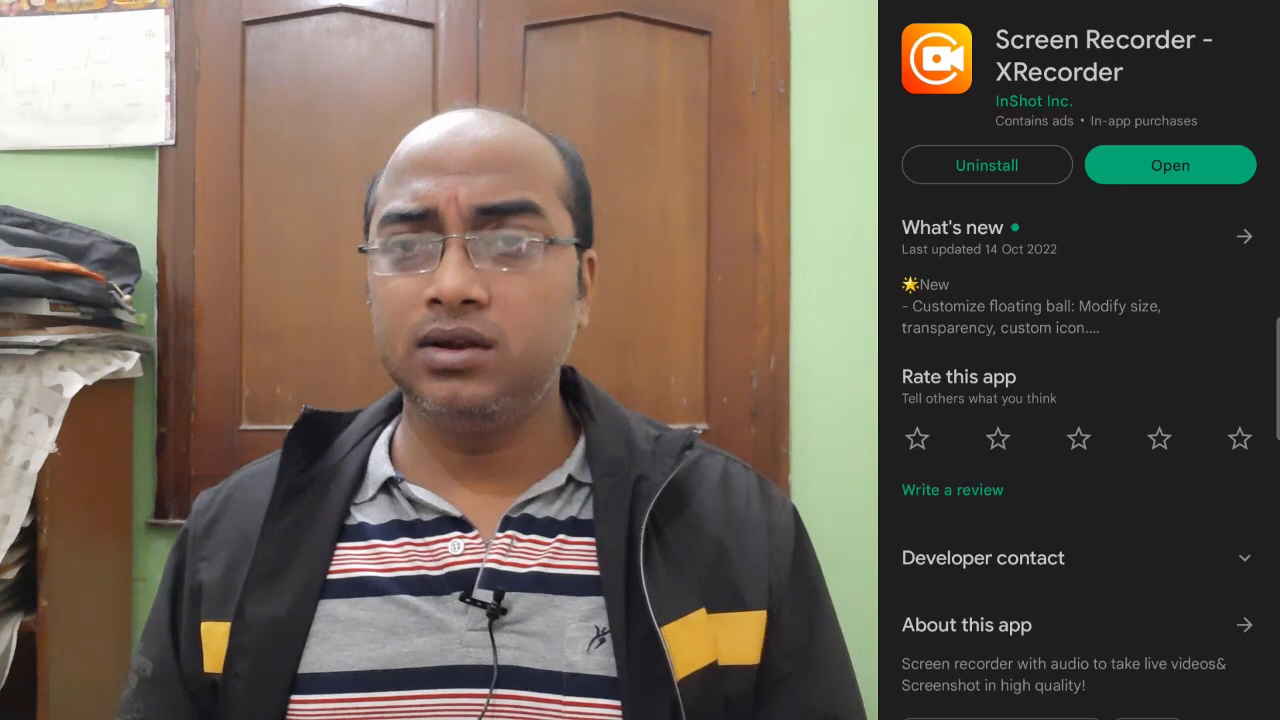 Screen Recorder -
XRecorder
InShot Inc.
Contains ads • In-app purchases
Uninstall
Open
What's new
Last updated 14 Oct 2022
🌟New
- Customize floating ball: Modify size,
transparency, custom icon....
Rate this app
Tell others what you think
Write a review
Developer contact
About this app
Screen recorder with audio to take live videos&
Screenshot in high quality!